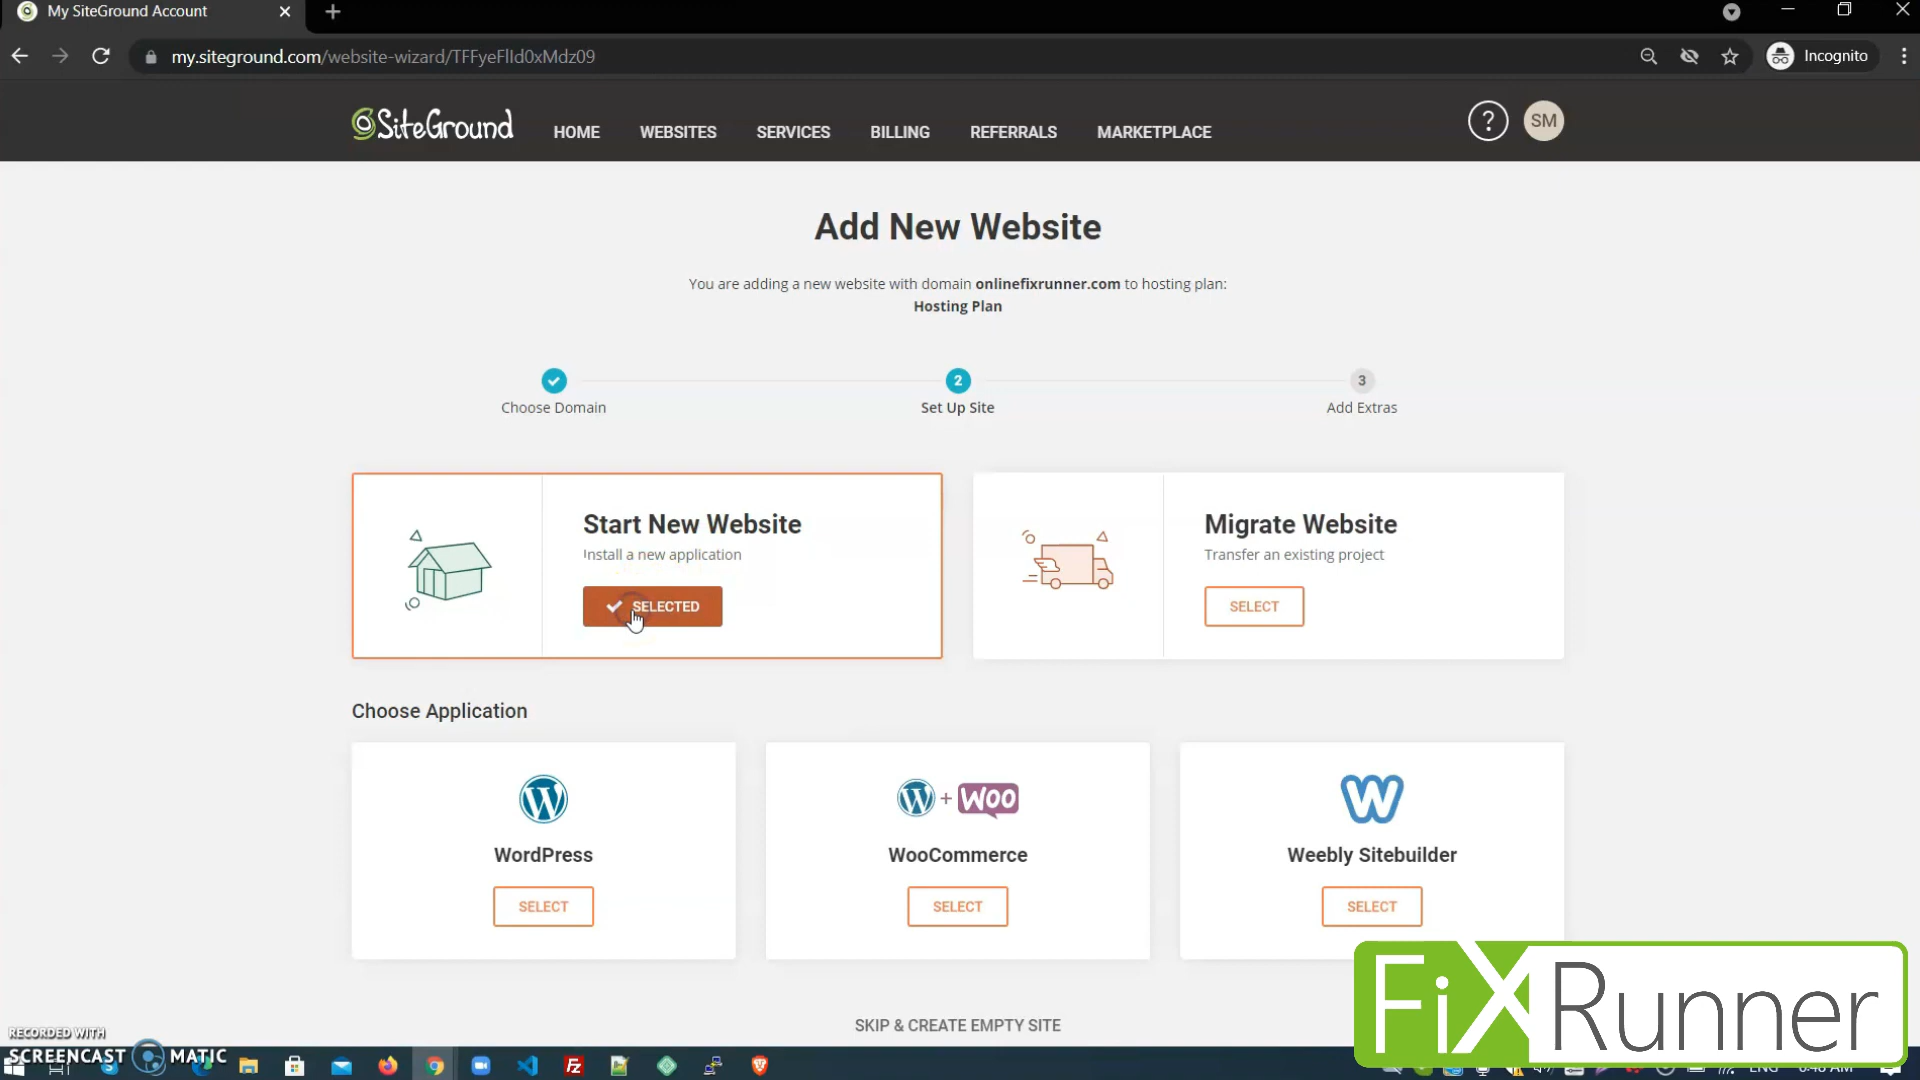 My SiteGround Account
my.siteground.com/website-wizard/TFFyeFlId0xMdz09
Incognito
SiteGround
HOME
WEBSITES
SERVICES
BILLING
REFERRALS
MARKETPLACE
?
SM
Add New Website
You are adding a new website with domain onlinefixrunner.com to hosting plan:
Hosting Plan
2
3
Choose Domain
Set Up Site
Add Extras
Start New Website
Install a new application
SELECTED
Migrate Website
Transfer an existing project
SELECT
Choose Application
WOO
WordPress
WooCommerce
Weebly Sitebuilder
SELECT
SELECT
SELECT
SKIP & CREATE EMPTY SITE
FixRunner
RECORDED WITH
SCREENCAST MATIC